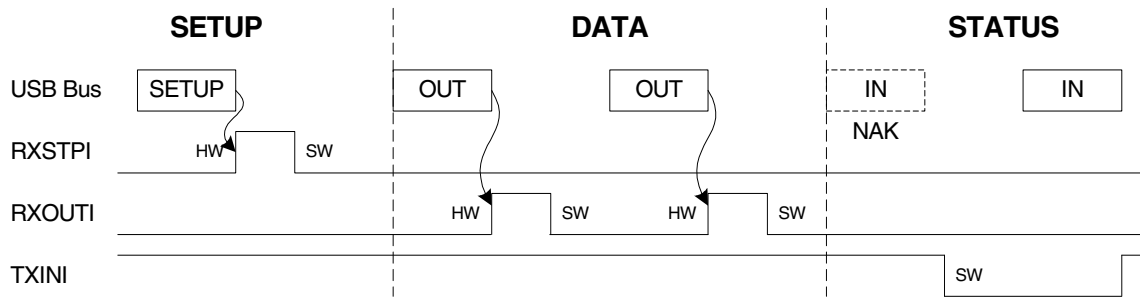 SETUP DATA STATUS
USB Bus SETUP OUT OUT IN IN
NAK
RXSTPI HW SW
RXOUTI HW SW HW SW
TXINI SW